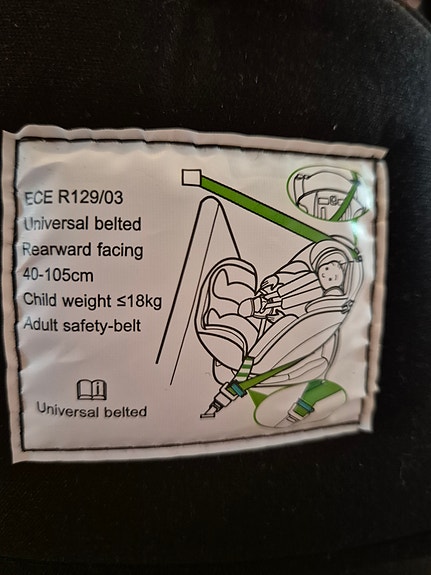 ECE R129/03
Universal belted
Rearward facing
40-105cm
Child weight ≤18kg
Adult safety-belt
Universal belted